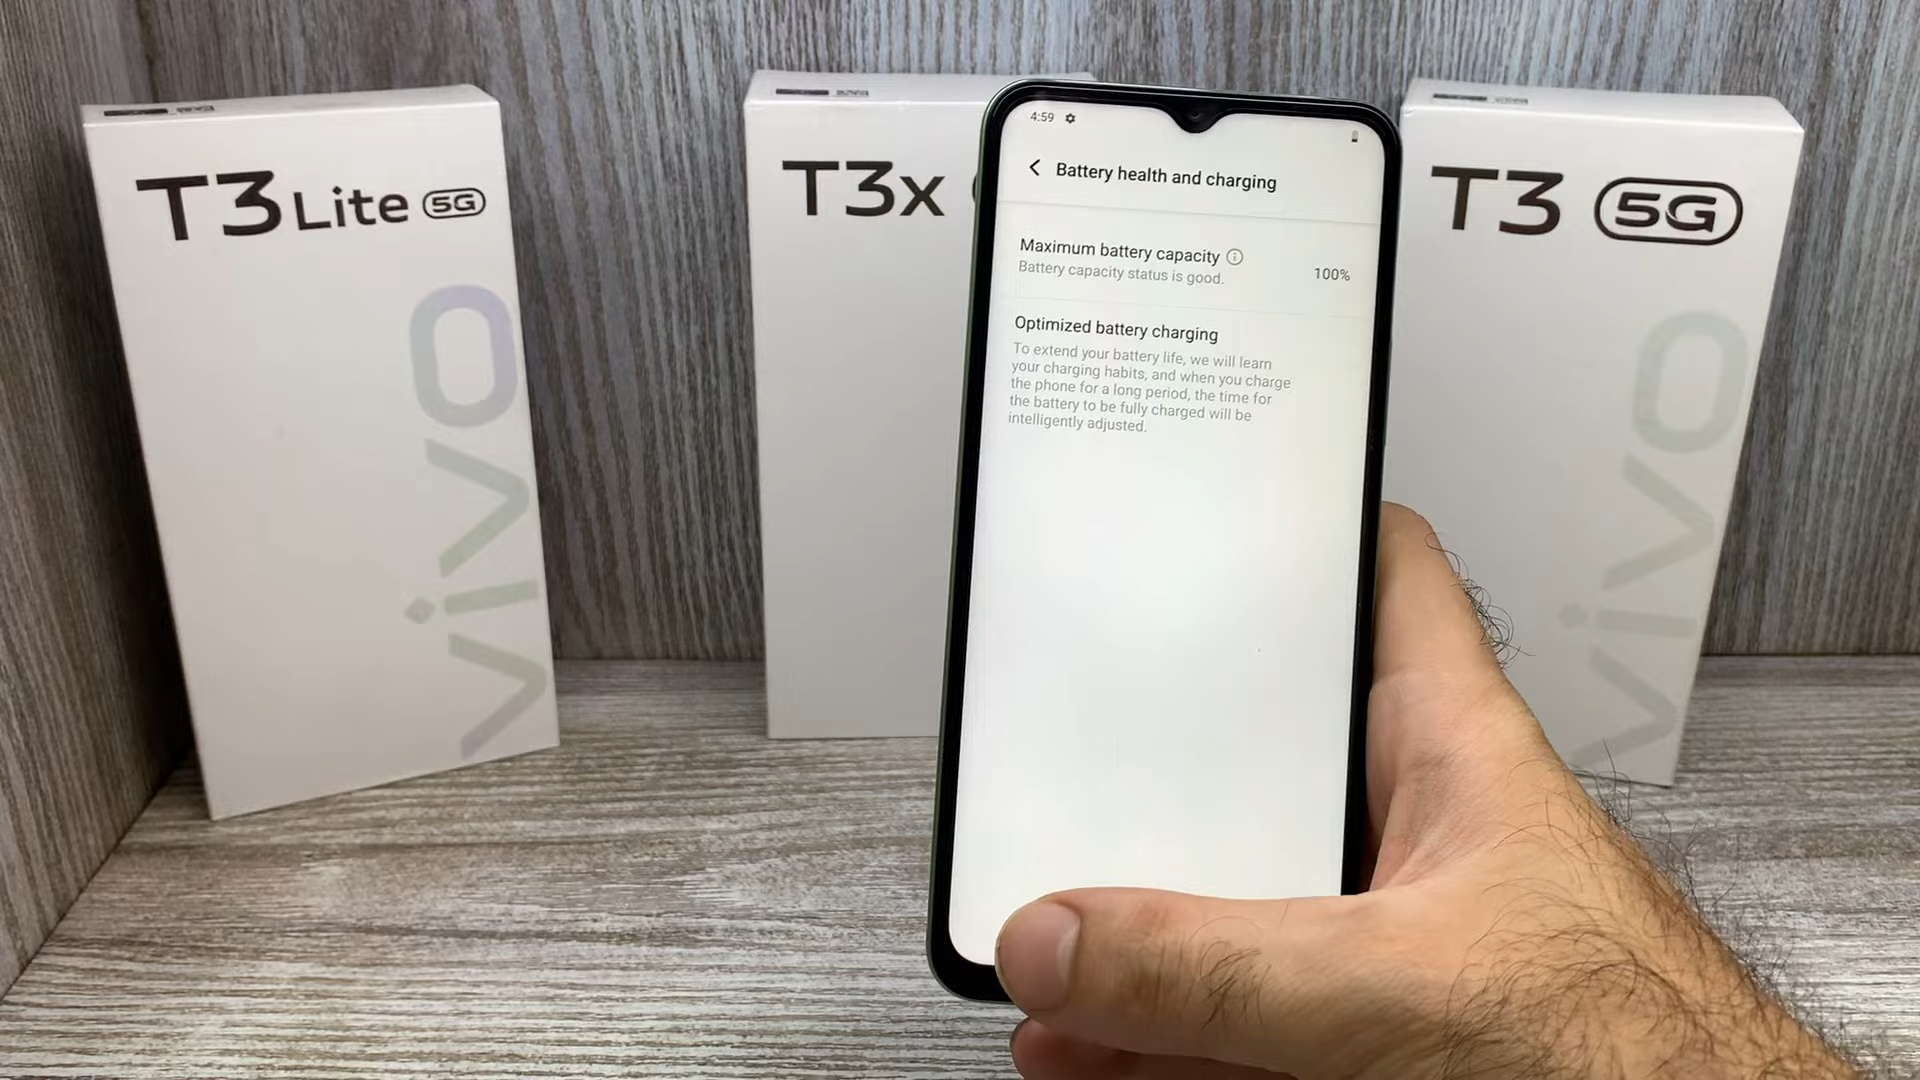 T3 Lite 5G
vivo
T3x
4:59
Battery health and charging
Maximum battery capacity
Battery capacity status is good.
100%
Optimized battery charging
To extend your battery life, we will learn
your charging habits, and when you charge
the phone for a long period, the time for
the battery to be fully charged will be
intelligently adjusted.
T3 5G
vivo